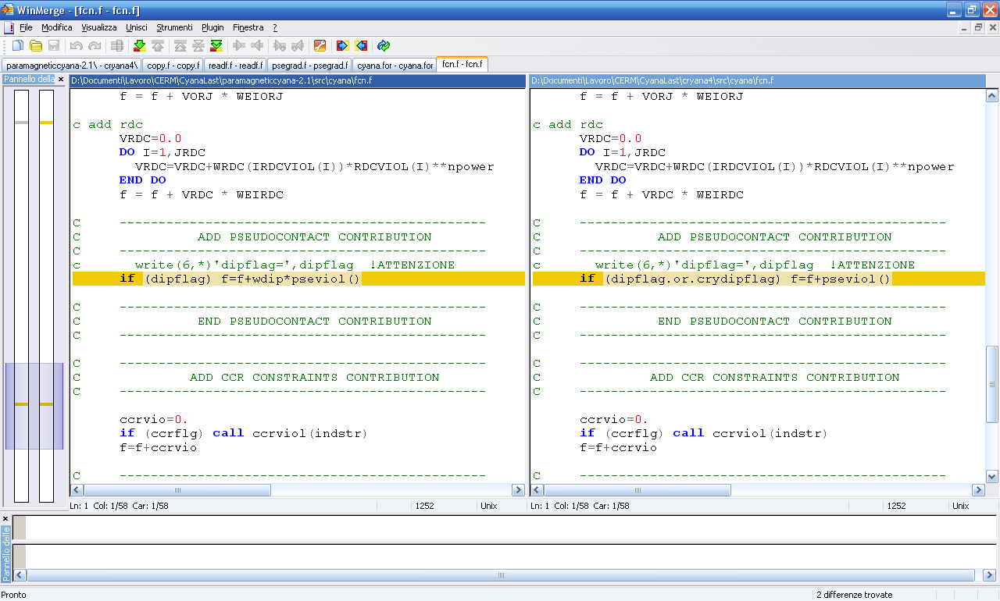 WinMerge - [fcn.f - fcn.f]
File Modifica Visualizza Unisci Strumenti Plugin Finestra ?
paramagneticcyana-2.1\ - cryana4\ copy.f - copy.f readf.f - readf.f psegrad.f - psegrad.f cyana.for - cyana.for fcn.f - fcn.f
Pannello della
D:\Documenti\Lavoro\CERM\CyanaLast\paramagneticcyana-2.1\src\cyana\fcn.f
f = f + VORJ * WEIORJ
c add rdc
VRDC=0.0
DO I=1,JRDC
VRDC=VRDC+WRDC(IRDCVIOL(I))*RDCVIOL(I)**npower
END DO
f = f + VRDC * WEIRDC
C -----------------------------------------------
C ADD PSEUDOCONTACT CONTRIBUTION
C -----------------------------------------------
c write(6,*)'dipflag=',dipflag !ATTENZIONE
if (dipflag) f=f+wdip*pseviol()
C -----------------------------------------------
C END PSEUDOCONTACT CONTRIBUTION
C -----------------------------------------------
C -----------------------------------------------
C ADD CCR CONSTRAINTS CONTRIBUTION
C -----------------------------------------------
ccrvio=0.
if (ccrflg) call ccrviol(indstr)
f=f+ccrvio
C -----------------------------------------------
Ln: 1 Col: 1/58 Car: 1/58 1252 Unix
D:\Documenti\Lavoro\CERM\CyanaLast\cryana4\src\cyana\fcn.f
f = f + VORJ * WEIORJ
c add rdc
VRDC=0.0
DO I=1,JRDC
VRDC=VRDC+WRDC(IRDCVIOL(I))*RDCVIOL(I)**npower
END DO
f = f + VRDC * WEIRDC
C -----------------------------------------------
C ADD PSEUDOCONTACT CONTRIBUTION
C -----------------------------------------------
c write(6,*)'dipflag=',dipflag !ATTENZIONE
if (dipflag.or.crydipflag) f=f+pseviol()
C -----------------------------------------------
C END PSEUDOCONTACT CONTRIBUTION
C -----------------------------------------------
C -----------------------------------------------
C ADD CCR CONSTRAINTS CONTRIBUTION
C -----------------------------------------------
ccrvio=0.
if (ccrflg) call ccrviol(indstr)
f=f+ccrvio
C -----------------------------------------------
Ln: 1 Col: 1/58 Car: 1/58 1252 Unix
Pannello delle
Pronto
2 differenze trovate